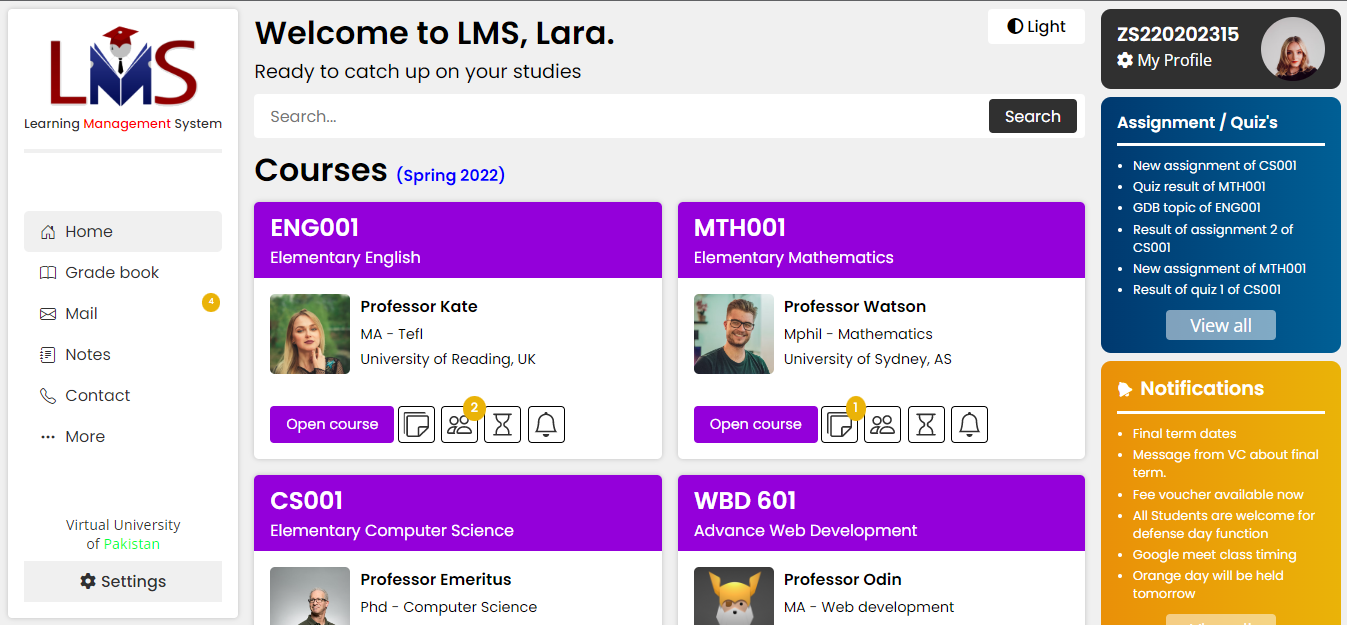 LMS
Learning Management System
Home
Grade book
Mail
4
Notes
Contact
More
Virtual University
of Pakistan
Settings
Welcome to LMS, Lara.
Light
Ready to catch up on your studies
Search...
Search
Courses (Spring 2022)
ENG001
Elementary English
Professor Kate
MA - Tefl
University of Reading, UK
Open course
2
MTH001
Elementary Mathematics
Professor Watson
Mphil - Mathematics
University of Sydney, AS
Open course
1
CS001
Elementary Computer Science
Professor Emeritus
Phd - Computer Science
WBD 601
Advance Web Development
Professor Odin
MA - Web development
ZS220202315
My Profile
Assignment / Quiz's
New assignment of CS001
Quiz result of MTH001
GDB topic of ENG001
Result of assignment 2 of
CS001
New assignment of MTH001
Result of quiz 1 of CS001
View all
Notifications
Final term dates
Message from VC about final
term.
Fee voucher available now
All Students are welcome for
defense day function
Google meet class timing
Orange day will be held
tomorrow